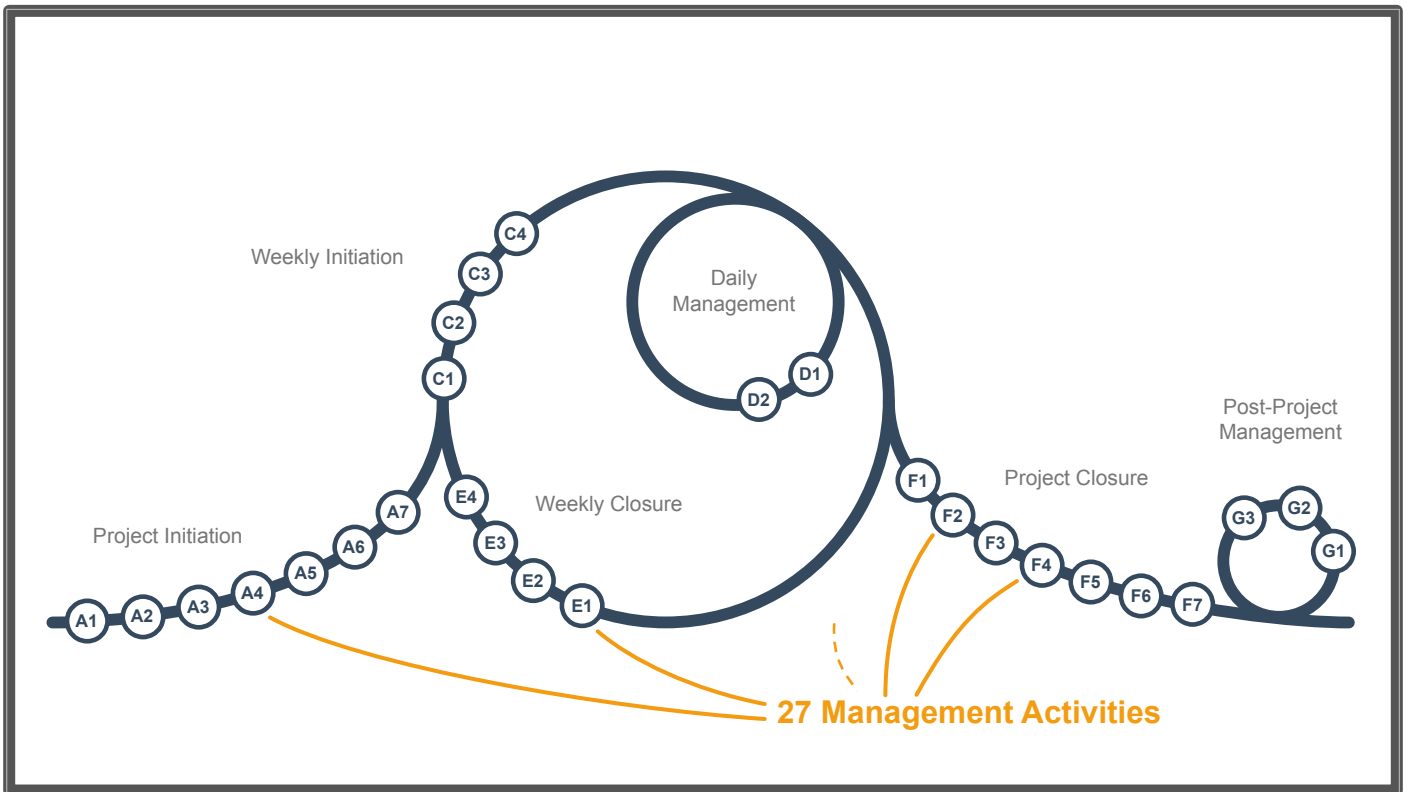 Weekly Initiation
C4
C3
C2
C1
Daily
Management
D1
D2
Post-Project
Management
G3
G2
G1
Project Closure
F1
F2
F3
F4
F5
F6
F7
Weekly Closure
E4
E3
E2
E1
Project Initiation
A1
A2
A3
A4
A5
A6
A7
27 Management Activities